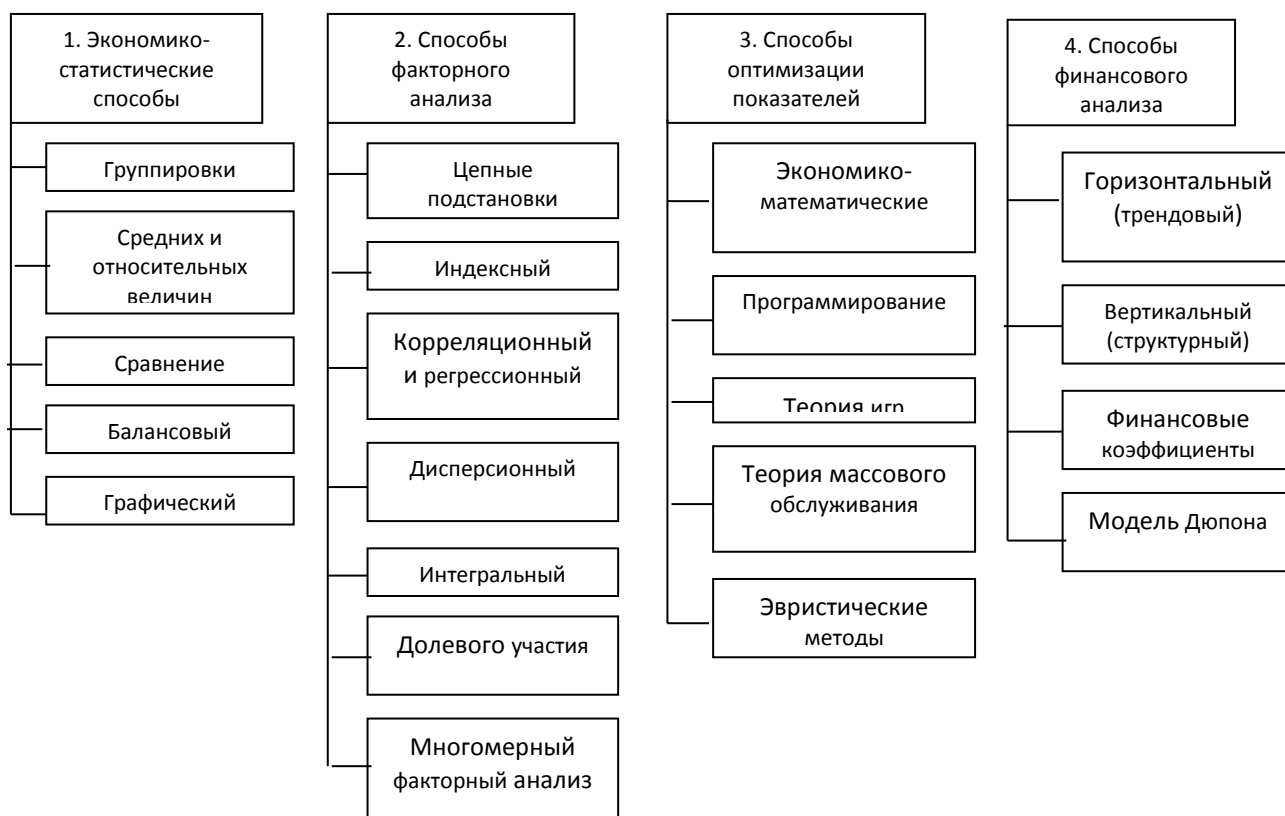 1. Экономико-
статистические
способы
Группировки
Средних и
относительных
величин
Сравнение
Балансовый
Графический
2. Способы
факторного
анализа
Цепные
подстановки
Индексный
Корреляционный
и регрессионный
Дисперсионный
Интегральный
Долевого участия
Многомерный
факторный анализ
3. Способы
оптимизации
показателей
Экономико-
математические
Программирование
Теория игр
Теория массового
обслуживания
Эвристические
методы
4. Способы
финансового
анализа
Горизонтальный
(трендовый)
Вертикальный
(структурный)
Финансовые
коэффициенты
Модель Дюпона